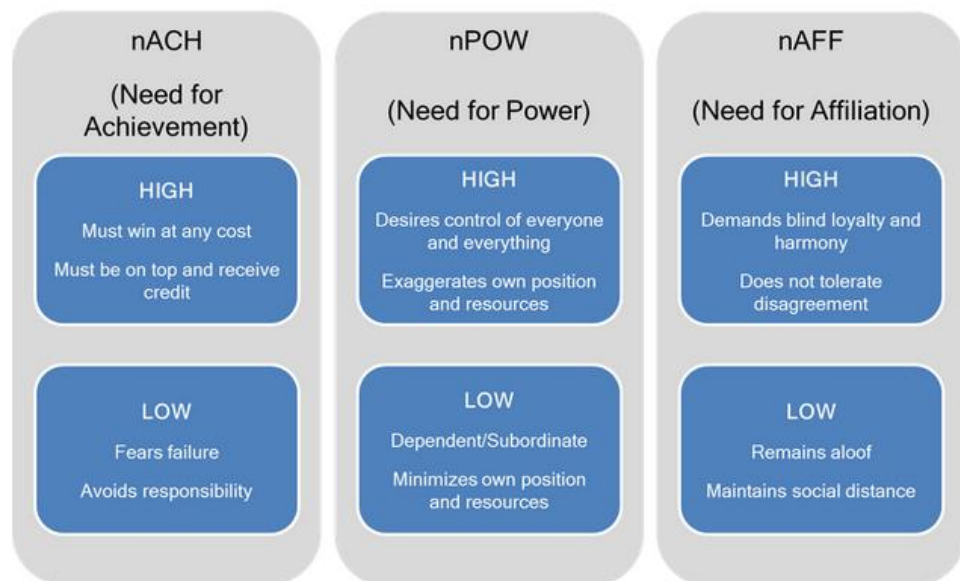 nACH
(Need for
Achievement)
HIGH
Must win at any cost
Must be on top and receive
credit
LOW
Fears failure
Avoids responsibility
nPOW
(Need for Power)
HIGH
Desires control of everyone
and everything
Exaggerates own position
and resources
LOW
Dependent/Subordinate
Minimizes own position
and resources
nAFF
(Need for Affiliation)
HIGH
Demands blind loyalty and
harmony
Does not tolerate
disagreement
LOW
Remains aloof
Maintains social distance